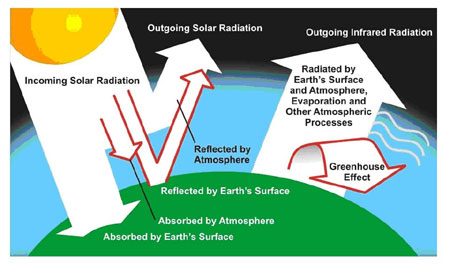 Outgoing Solar Radiation
Outgoing Infrared Radiation
Incoming Solar Radiation
Radiated by
Earth's Surface
and Atmosphere,
Evaporation and
Other Atmospheric
Processes
Reflected by
Atmosphere
Greenhouse
Effect
Reflected by Earth's Surface
Absorbed by Atmosphere
Absorbed by Earth's Surface